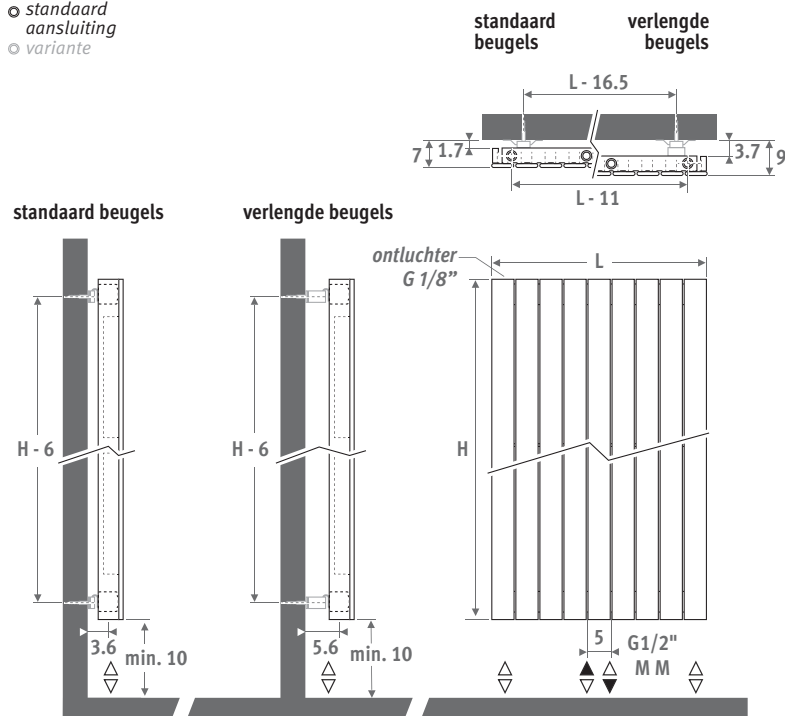 standaard
aansluiting
variante
standaard
beugels
verlengde
beugels
L - 16.5
7
1.7
3.7
9
L - 11
standaard beugels
verlengde beugels
ontluchter
G 1/8”
L
H - 6
H - 6
H
3.6
min. 10
5.6
min. 10
5
G1/2"
M M